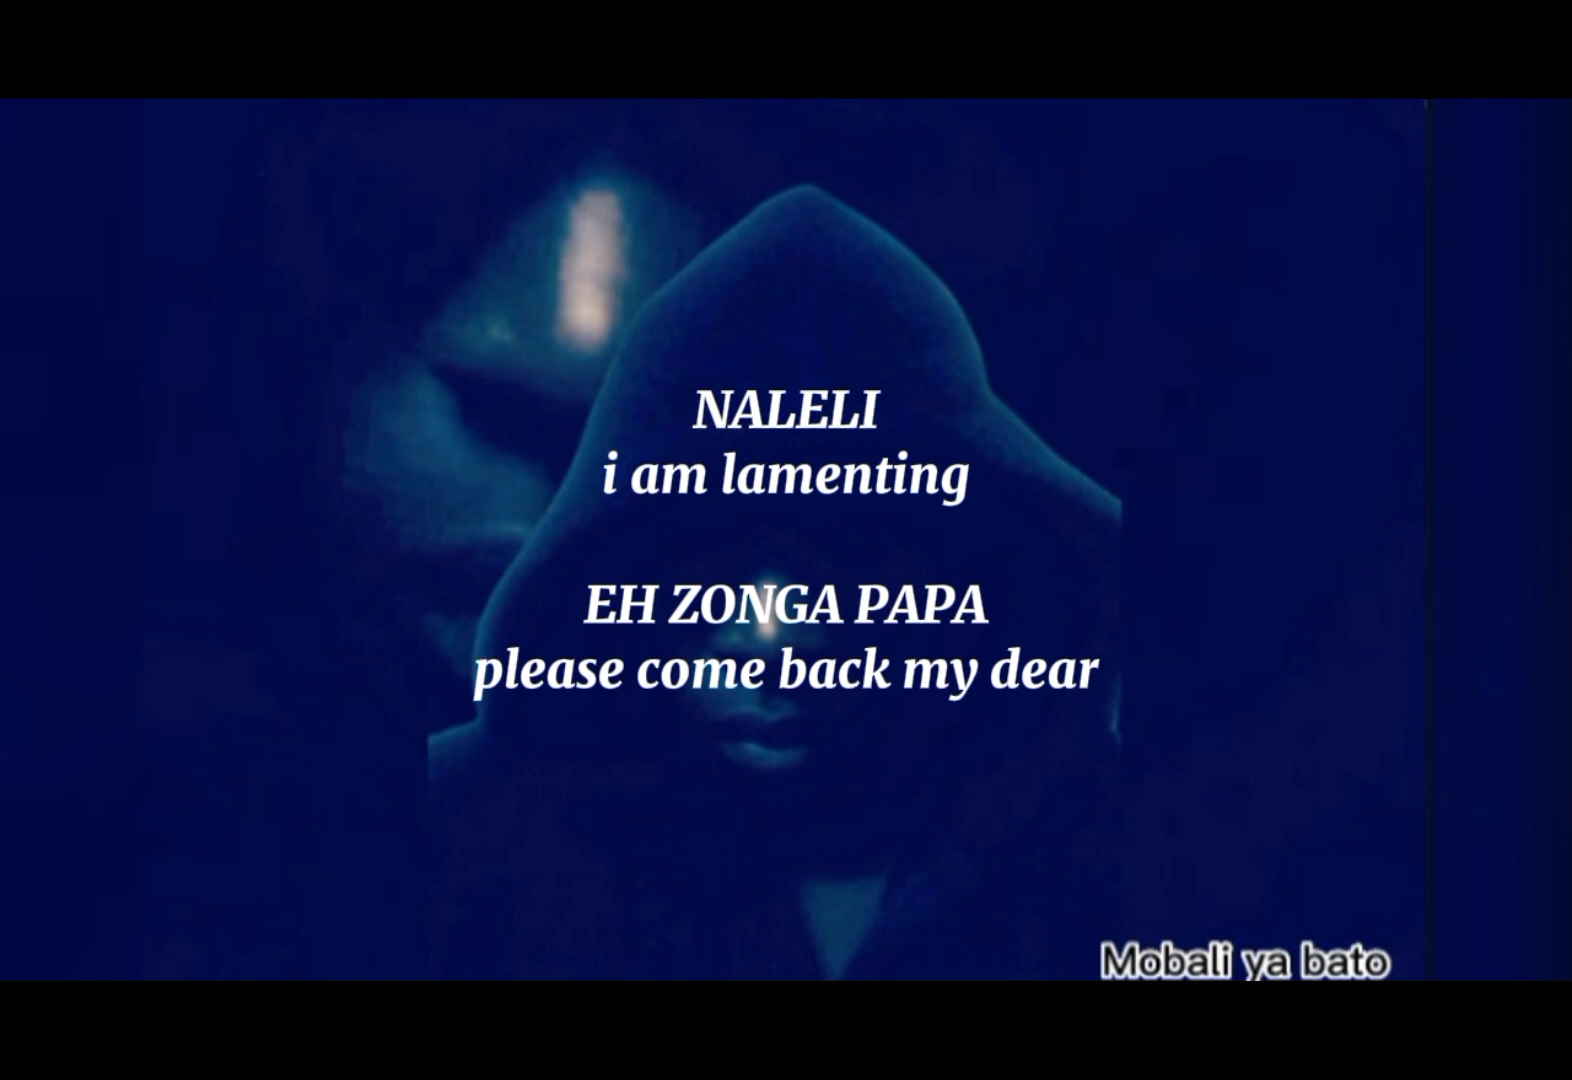 NALELI
i am lamenting
EH ZONGA PAPA
please come back my dear
Mobali ya bato